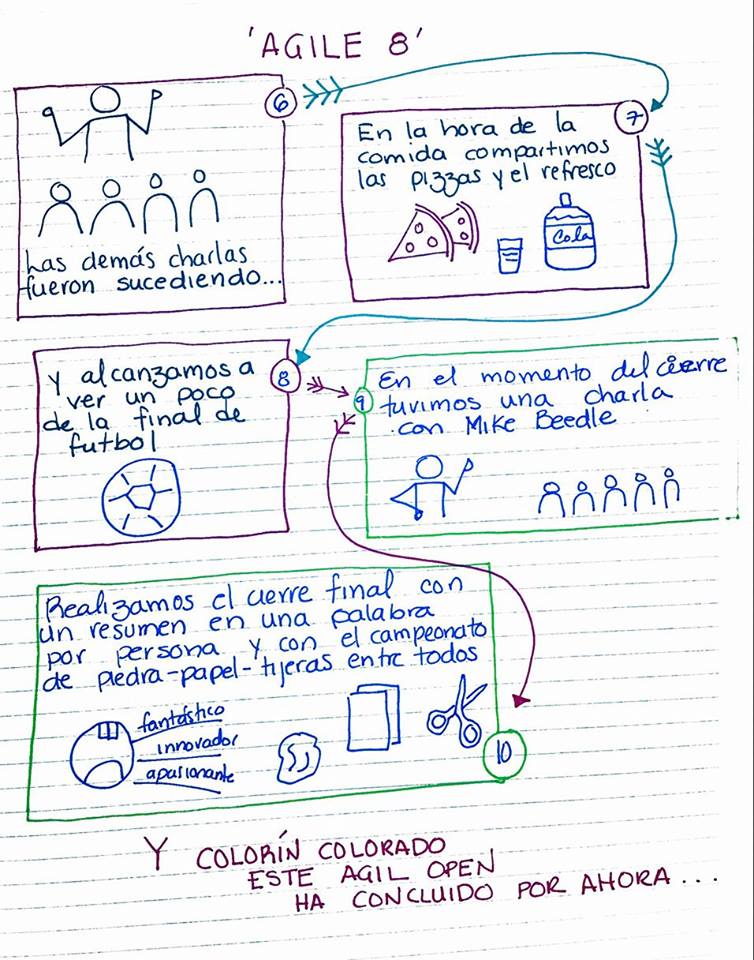 'AGILE 8'
6
Las demás charlas
fueron sucediendo...
7
En la hora de la
comida compartimos
las pizzas y el refresco
Cola
8
Y alcanzamos a
ver un poco
de la final de
futbol
9
En el momento del cierre
tuvimos una charla
con Mike Beedle
Realizamos el cierre final con
un resumen en una palabra
por persona y con el campeonato
de piedra-papel-tijeras entre todos
fantástico
innovador
apasionante
10
Y COLORÍN COLORADO
ESTE AGIL OPEN
HA CONCLUIDO POR AHORA...